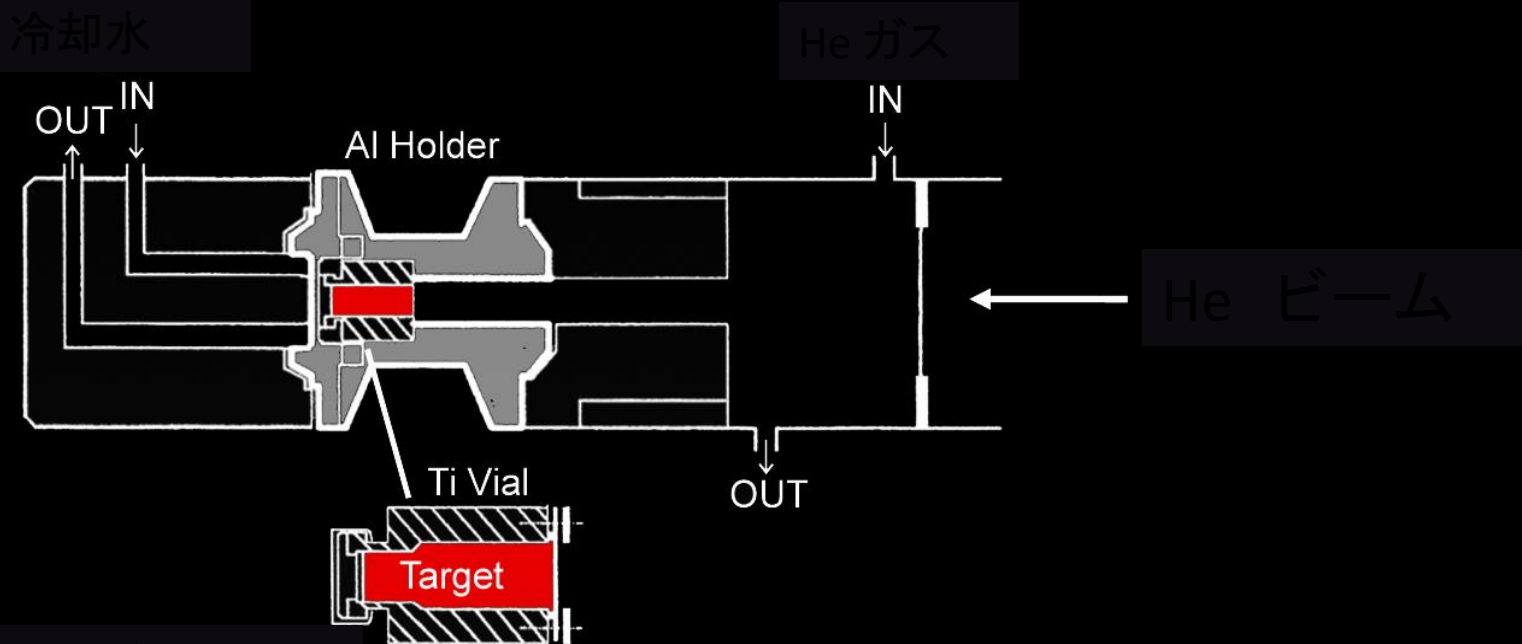 冷却水
He ガス
IN
OUT
IN
Al Holder
He ビーム
Ti Vial
OUT
Target